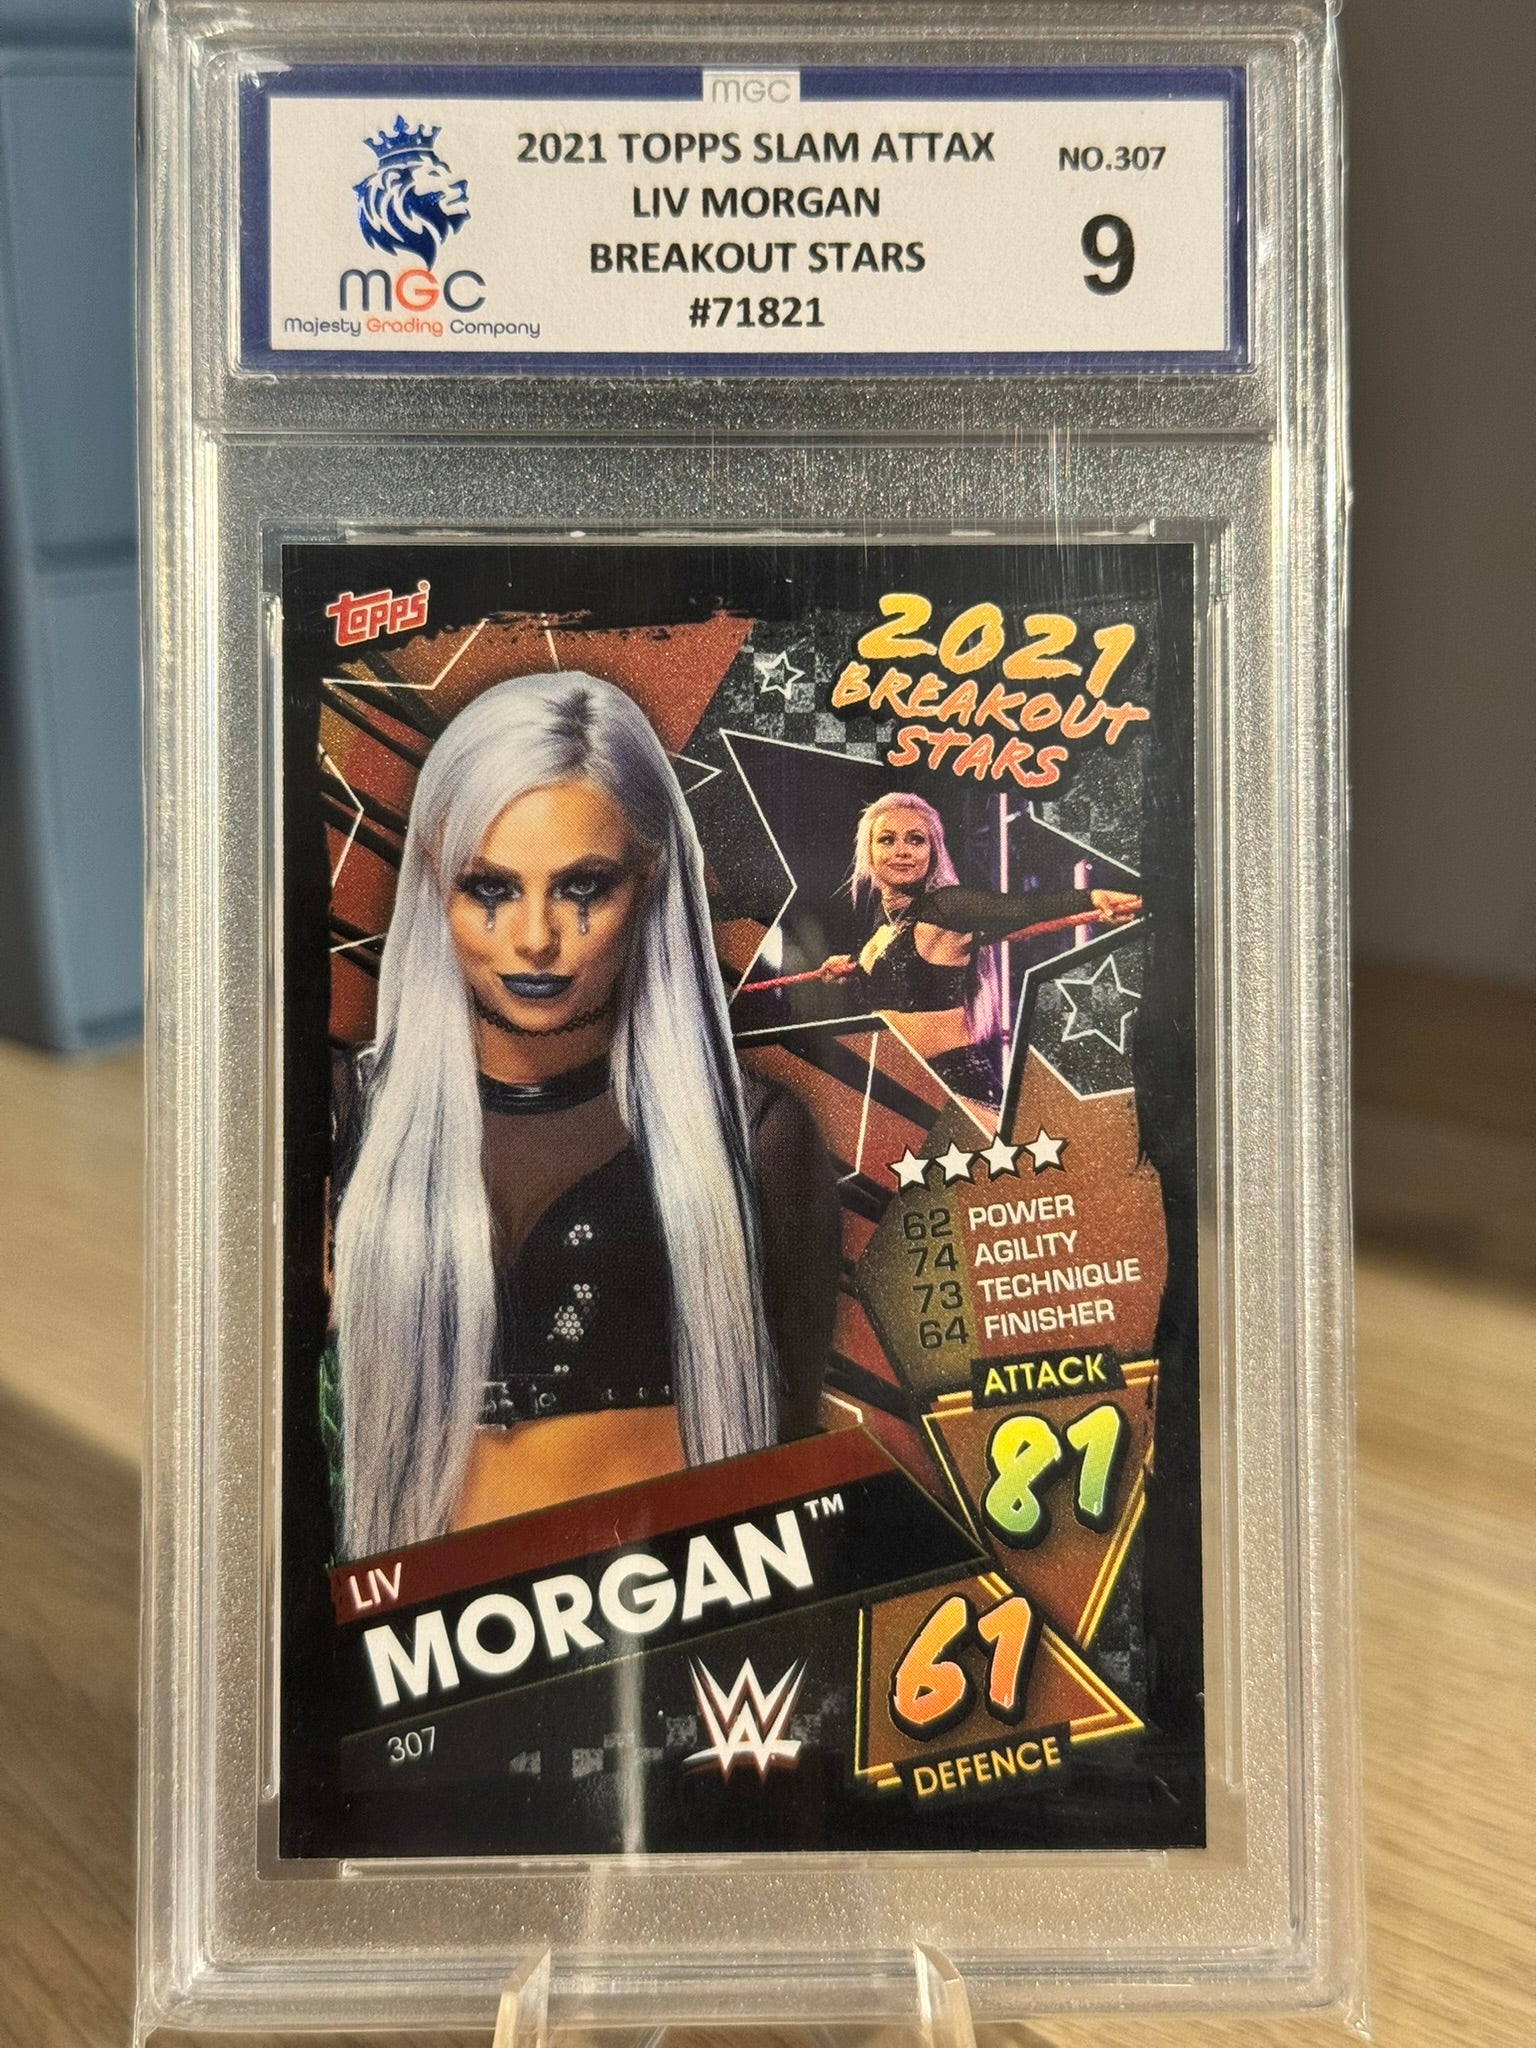 MGC
2021 TOPPS SLAM ATTAX
LIV MORGAN
BREAKOUT STARS
#71821
NO.307
9
MGC
Majesty Grading Company
Topps
2021
BREAKOUT
STARS
62 POWER
74 AGILITY
73 TECHNIQUE
64 FINISHER
ATTACK
81
LIV
MORGAN™
307
W
61
DEFENCE